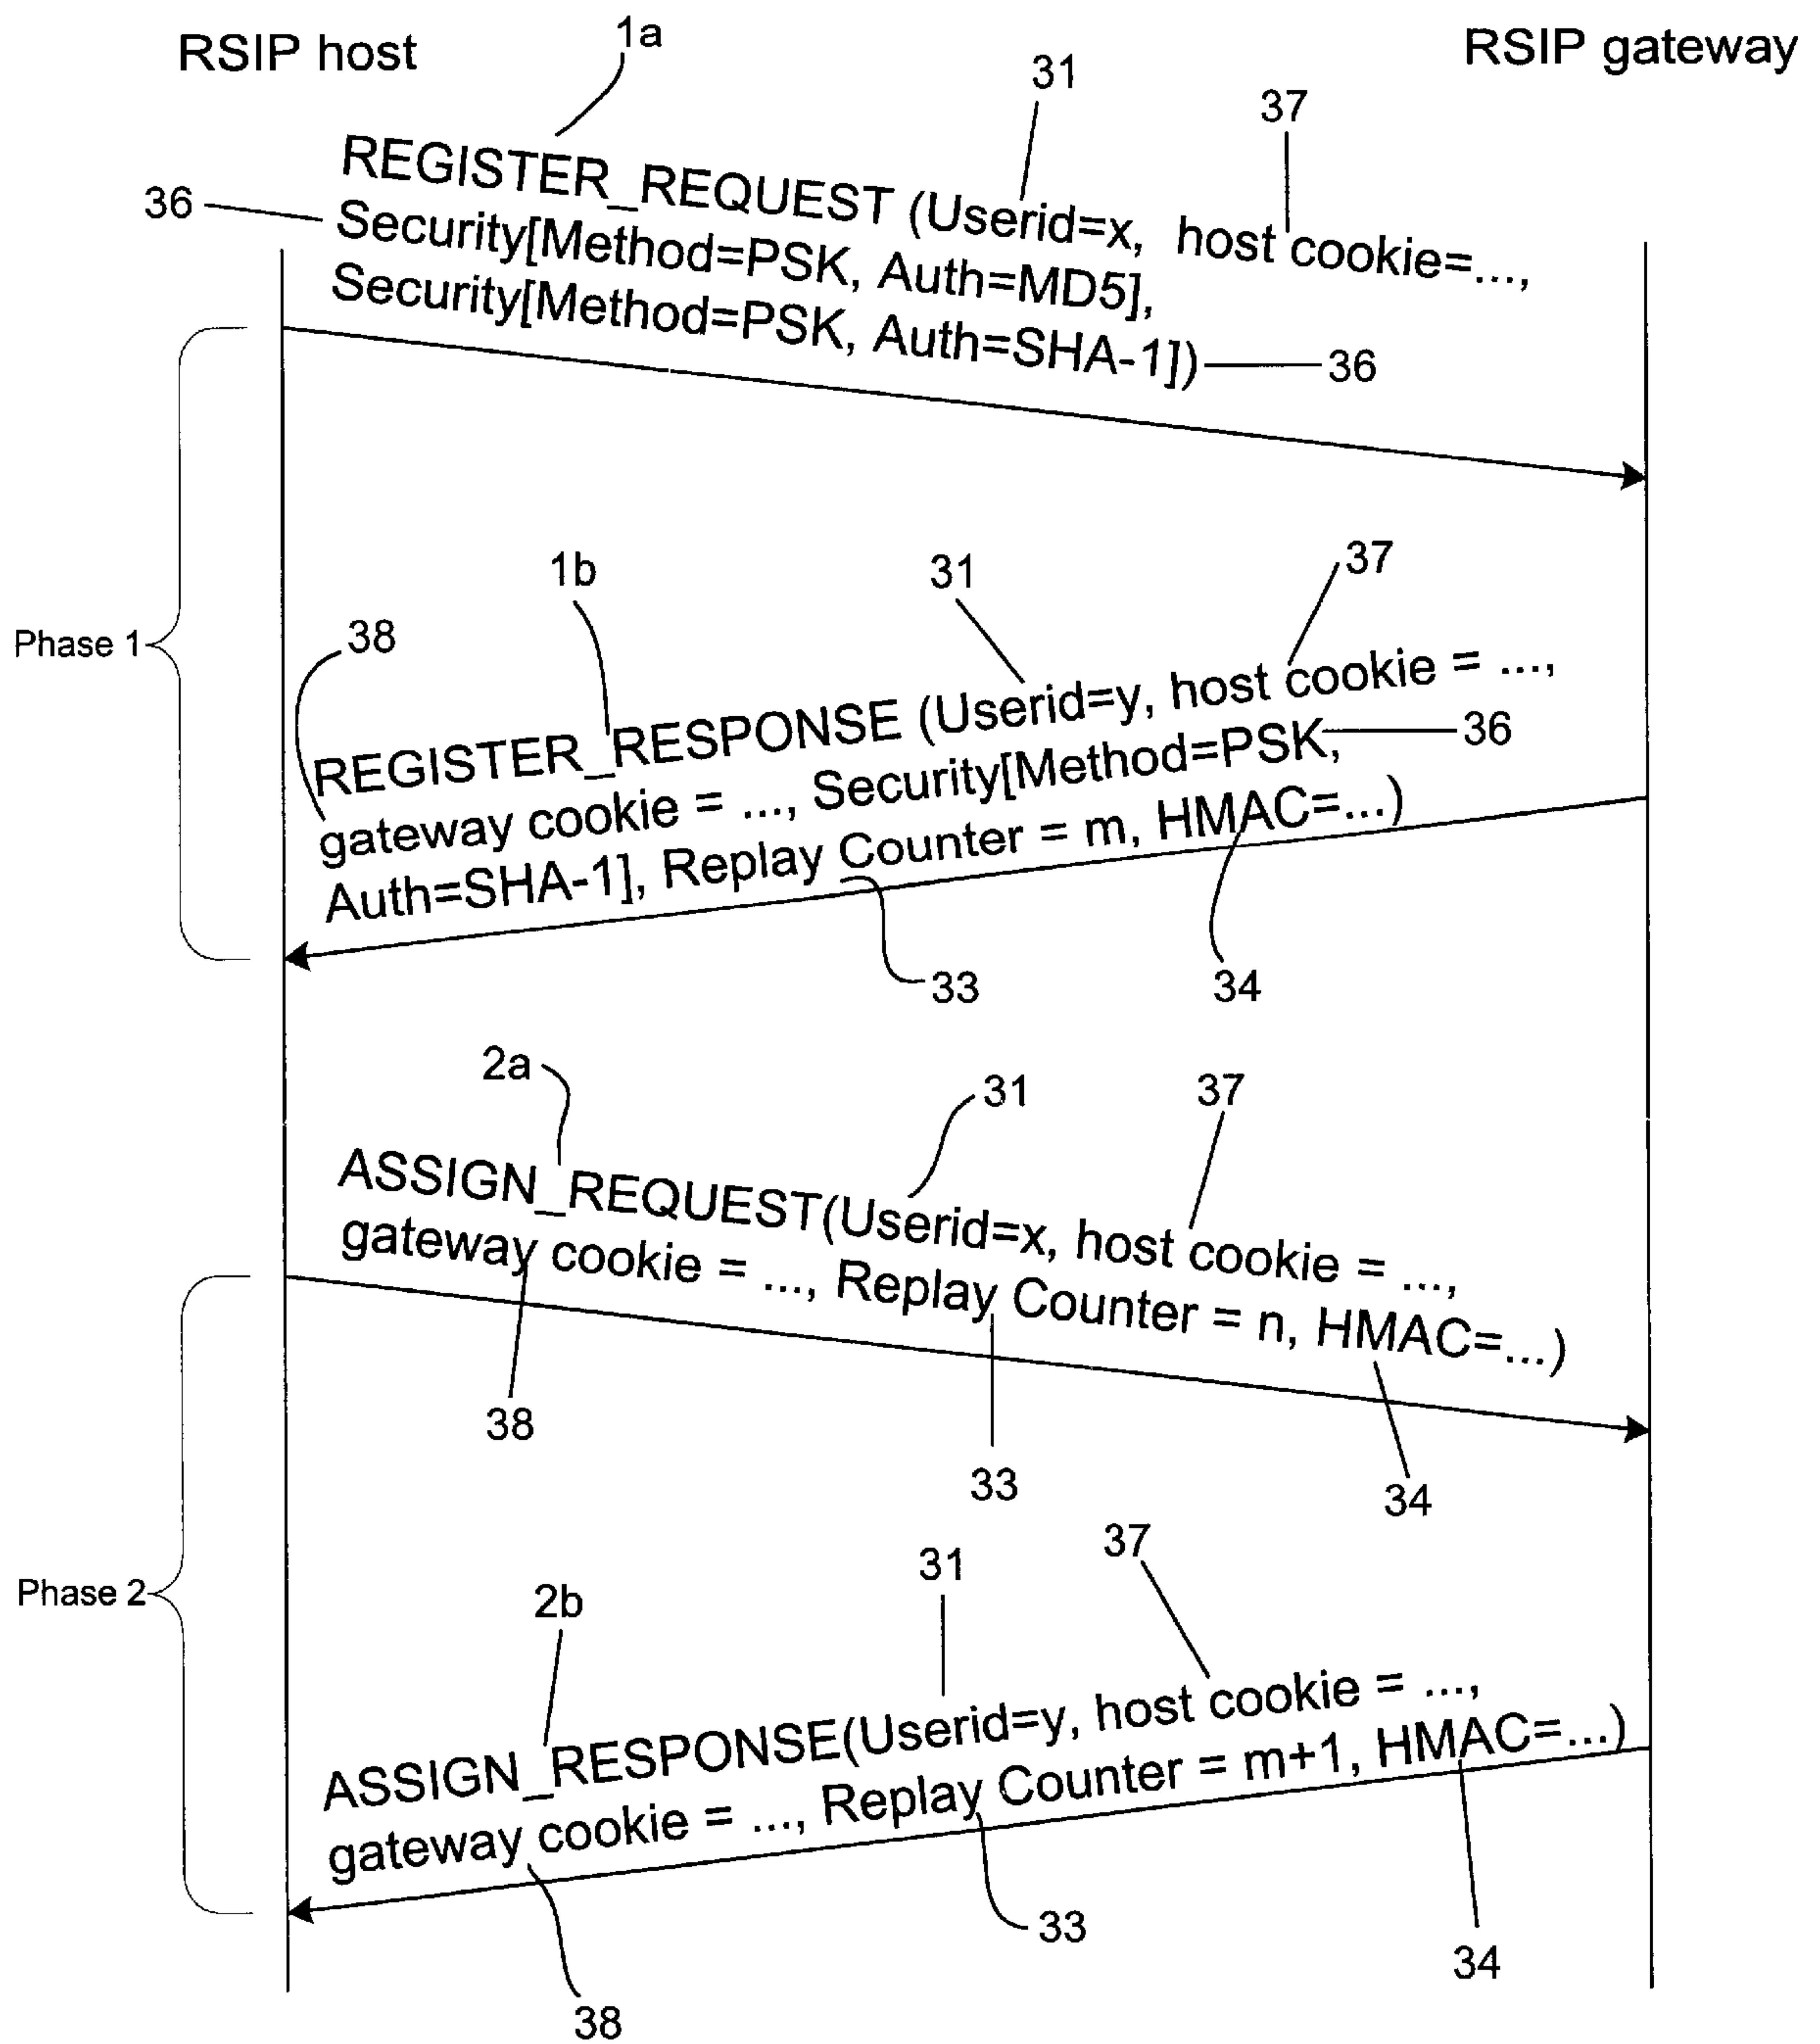 RSIP host
RSIP gateway
1a
31
37
36
REGISTER_REQUEST (Userid=x, host cookie=...,
Security[Method=PSK, Auth=MD5],
Security[Method=PSK, Auth=SHA-1])
36
Phase 1
1b
31
37
38
REGISTER_RESPONSE (Userid=y, host cookie = ...,
gateway cookie = ..., Security[Method=PSK,
36
Auth=SHA-1], Replay Counter = m, HMAC=...)
33
34
2a
31
37
ASSIGN_REQUEST(Userid=x, host cookie = ...,
gateway cookie = ..., Replay Counter = n, HMAC=...)
38
33
34
Phase 2
2b
31
37
ASSIGN_RESPONSE(Userid=y, host cookie = ...,
gateway cookie = ..., Replay Counter = m+1, HMAC=...)
38
33
34